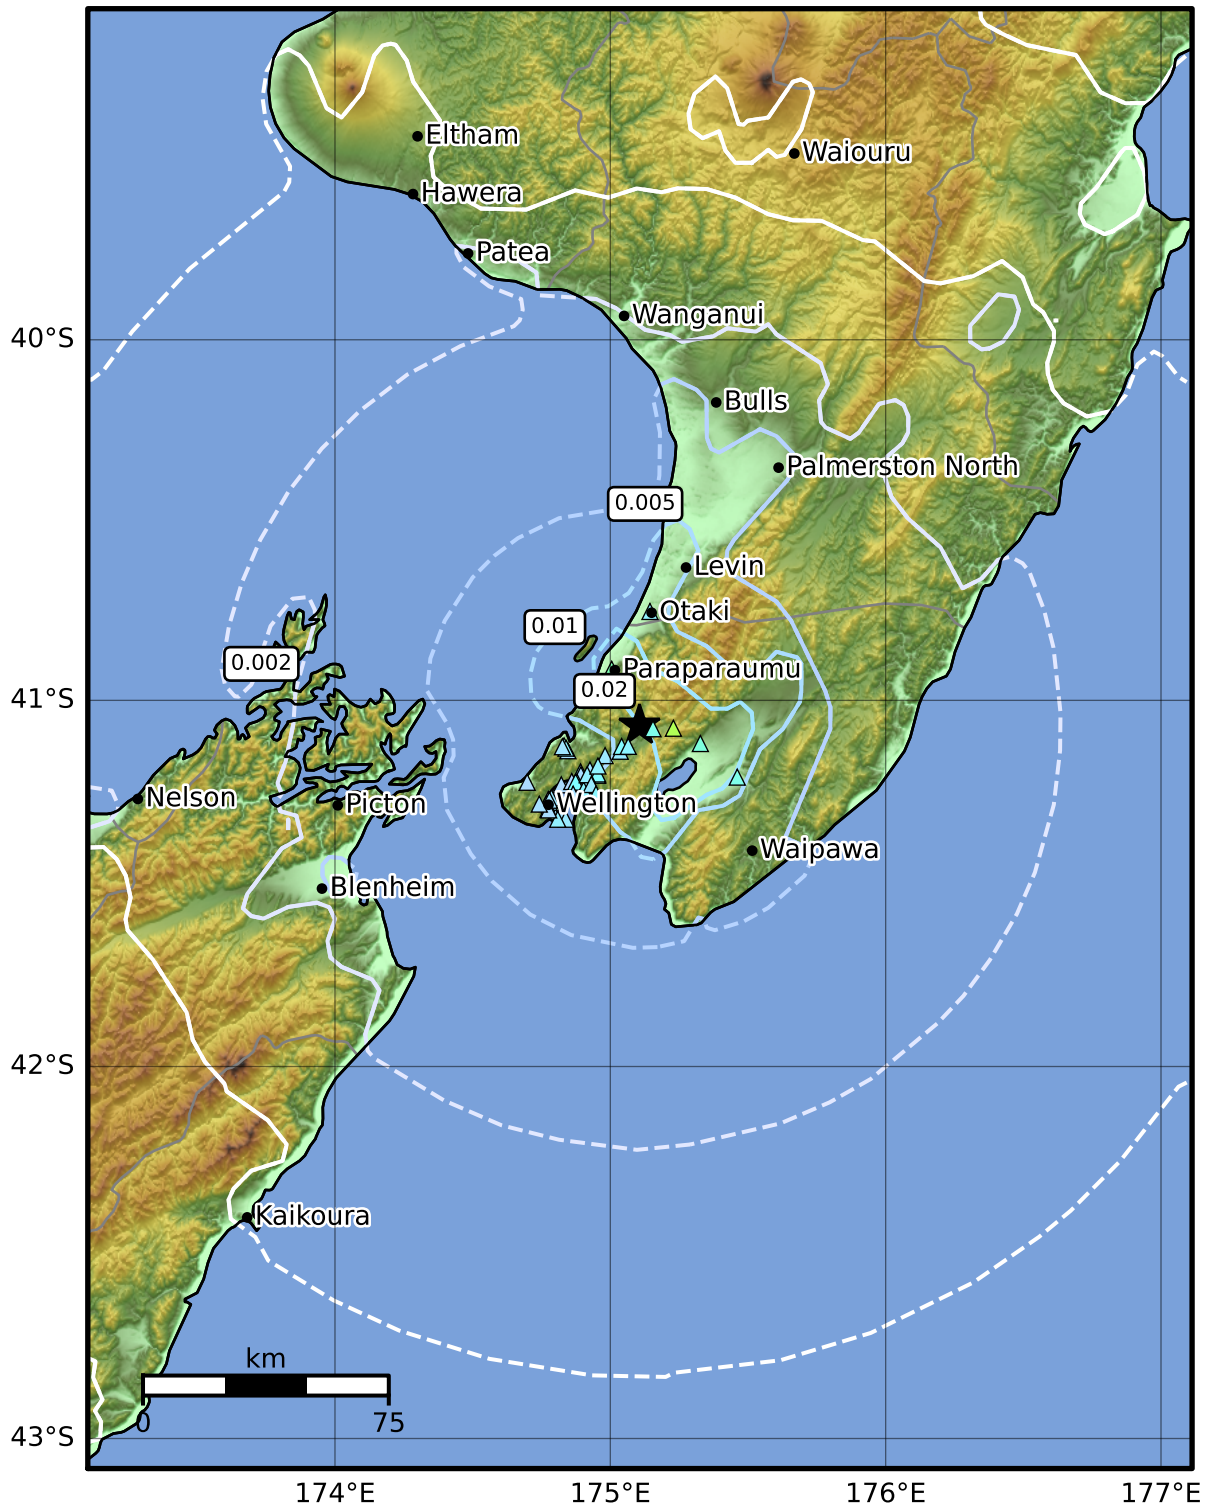 Eltham
Waiouru
Hawera
Patea
Wanganui
40°S
Bulls
Palmerston North
0.005
Levin
Otaki
0.01
0.002
Paraparaumu
0.02
41°S
Nelson
Picton
Wellington
Waipawa
Blenheim
42°S
Kaikoura
km
0 75
43°S
174°E 175°E 176°E 177°E